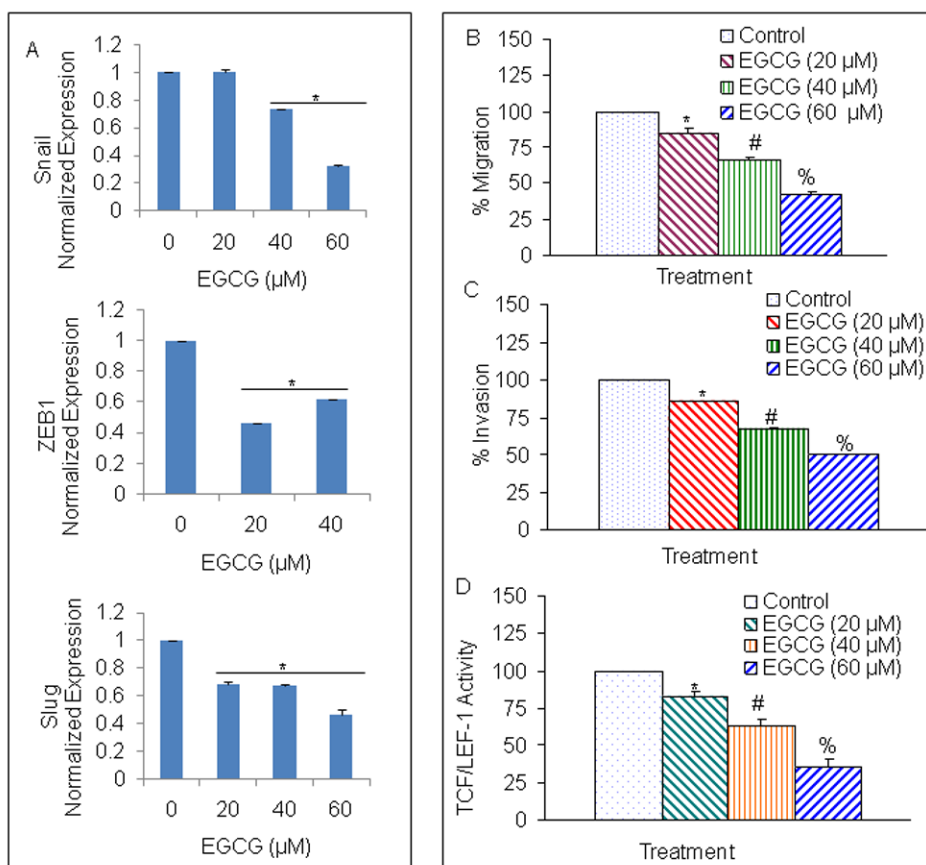 A
Snail
Normalized Expression
1.2
1
0.8
0.6
0.4
0.2
0
*
0 20 40 60
EGCG (µM)
ZEB1
Normalized Expression
1.2
1
0.8
0.6
0.4
0.2
0
*
0 20 40
EGCG (µM)
Slug
Normalized Expression
1.2
1
0.8
0.6
0.4
0.2
0
*
0 20 40 60
EGCG (µM)
B
% Migration
150
125
100
75
50
25
0
Control
EGCG (20 µM)
EGCG (40 µM)
EGCG (60 µM)
* # %
Treatment
C
% Invasion
150
125
100
75
50
25
0
Control
EGCG (20 µM)
EGCG (40 µM)
EGCG (60 µM)
* # %
Treatment
D
TCF/LEF-1 Activity
150
125
100
75
50
25
0
Control
EGCG (20 µM)
EGCG (40 µM)
EGCG (60 µM)
* # %
Treatment